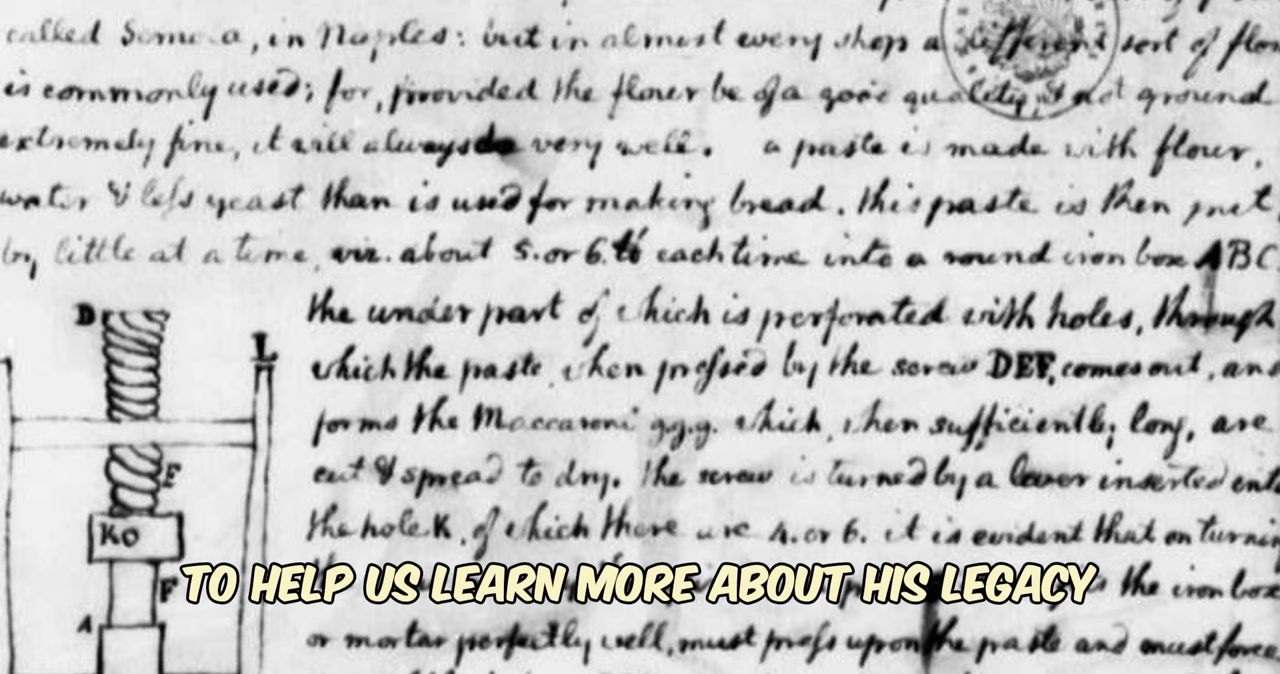 called Semola, in Naples: but in almost every shop a different sort of flour
is commonly used; for, provided the flour be of a good quality, & not ground
extremely fine, it will always do very well. a paste is made with flour,
water & leſs yeast than is used for making bread. this paste is then put,
by little at a time, viz. about 5. or 6. ℔ each time into a round iron box ABC
D
L
the under part of which is perforated with holes, through
which the paste, when preſsed by the screw DEF, comes out, and
forms the Maccaroni g.g.g. which, when sufficiently long, are
E
cut & spread to dry. the screw is turned by a lever inserted into
KO
the hole K, of which there are 4. or 6. it is evident that on turning
TO HELP US LEARN MORE ABOUT HIS LEGACY
F
the iron box
A
or mortar perfectly well, must preſs upon the paste and must force